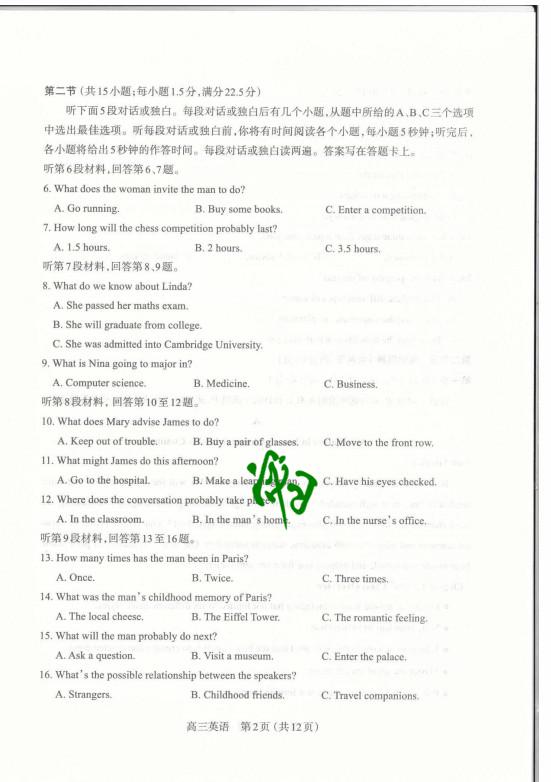 第二节 (共15小题;每小题1.5分,满分22.5分)
听下面5段对话或独白。每段对话或独白后有几个小题,从题中所给的A、B、C三个选项
中选出最佳选项。听每段对话或独白前,你将有时间阅读各个小题,每小题5秒钟;听完后,
各小题将给出5秒钟的作答时间。每段对话或独白读两遍。答案写在答题卡上。
听第6段材料,回答第6、7题。
6. What does the woman invite the man to do?
A. Go running. B. Buy some books. C. Enter a competition.
7. How long will the chess competition probably last?
A. 1.5 hours. B. 2 hours. C. 3.5 hours.
听第7段材料,回答第8、9题。
8. What do we know about Linda?
A. She passed her maths exam.
B. She will graduate from college.
C. She was admitted into Cambridge University.
9. What is Nina going to major in?
A. Computer science. B. Medicine. C. Business.
听第8段材料,回答第10至12题。
10. What does Mary advise James to do?
A. Keep out of trouble. B. Buy a pair of glasses. C. Move to the front row.
11. What might James do this afternoon?
A. Go to the hospital. B. Make a learning plan. C. Have his eyes checked.
12. Where does the conversation probably take place?
A. In the classroom. B. In the man's home. C. In the nurse's office.
听第9段材料,回答第13至16题。
13. How many times has the man been in Paris?
A. Once. B. Twice. C. Three times.
14. What was the man's childhood memory of Paris?
A. The local cheese. B. The Eiffel Tower. C. The romantic feeling.
15. What will the man probably do next?
A. Ask a question. B. Visit a museum. C. Enter the palace.
16. What's the possible relationship between the speakers?
A. Strangers. B. Childhood friends. C. Travel companions.
高三英语 第2页(共12页)